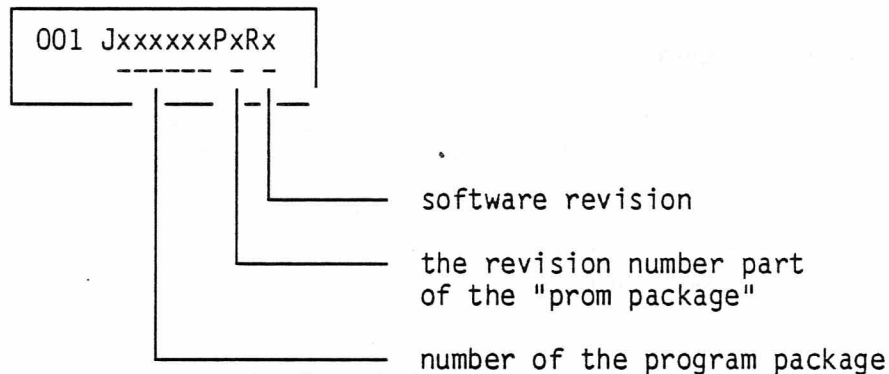 001 JxxxxxxPxRx
software revision
the revision number part
of the "prom package"
number of the program package